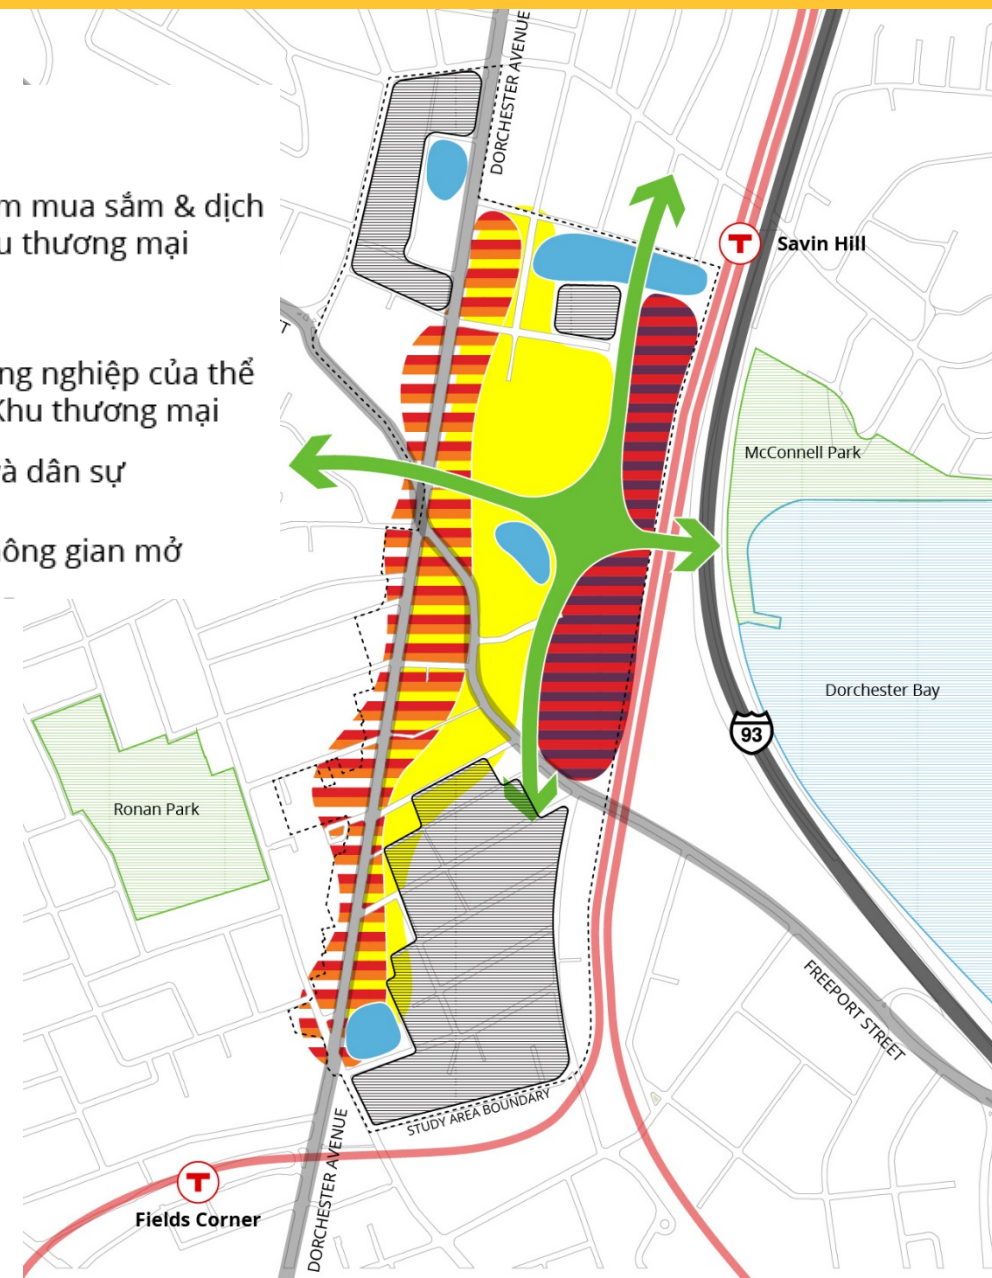 DORCHESTER AVENUE
m mua sắm & dịch
u thương mại
Savin Hill
ng nghiệp của thể
Khu thương mại
à dân sự
McConnell Park
ông gian mở
Dorchester Bay
93
Ronan Park
FREEPORT STREET
STUDY AREA BOUNDARY
T
Fields Corner
DORCHESTER AVENUE